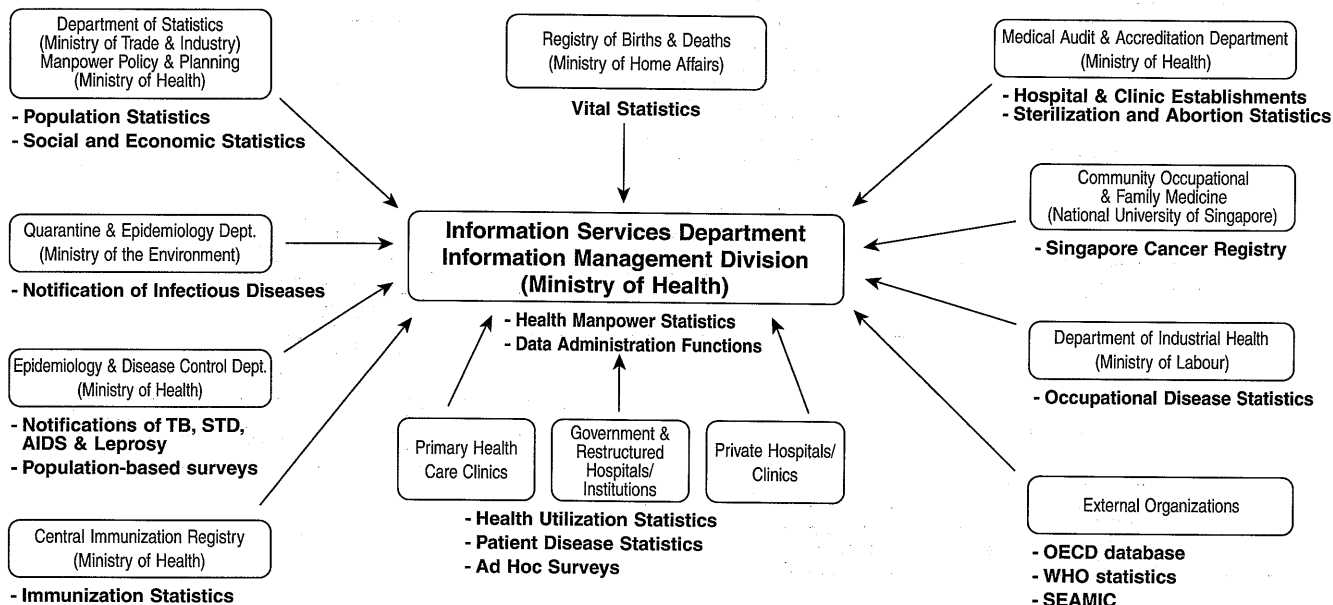 Department of Statistics
(Ministry of Trade & Industry)
Manpower Policy & Planning
(Ministry of Health)
- Population Statistics
- Social and Economic Statistics
Registry of Births & Deaths
(Ministry of Home Affairs)
Vital Statistics
Medical Audit & Accreditation Department
(Ministry of Health)
- Hospital & Clinic Establishments
- Sterilization and Abortion Statistics
Quarantine & Epidemiology Dept.
(Ministry of the Environment)
- Notification of Infectious Diseases
Information Services Department
Information Management Division
(Ministry of Health)
- Health Manpower Statistics
- Data Administration Functions
Community Occupational
& Family Medicine
(National University of Singapore)
- Singapore Cancer Registry
Epidemiology & Disease Control Dept.
(Ministry of Health)
- Notifications of TB, STD,
AIDS & Leprosy
- Population-based surveys
Department of Industrial Health
(Ministry of Labour)
- Occupational Disease Statistics
Central Immunization Registry
(Ministry of Health)
- Immunization Statistics
Primary Health
Care Clinics
Government &
Restructured
Hospitals/
Institutions
Private Hospitals/
Clinics
- Health Utilization Statistics
- Patient Disease Statistics
- Ad Hoc Surveys
External Organizations
- OECD database
- WHO statistics
- SEAMIC